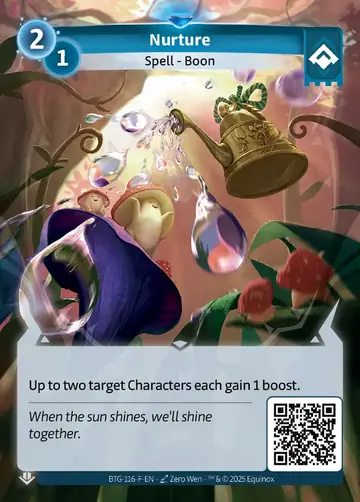 2
Nurture
1
Spell - Boon
Up to two target Characters each gain 1 boost.
When the sun shines, we'll shine
together.
BTG-116-F-EN - Zero Wen - ™ & © 2025 Equinox